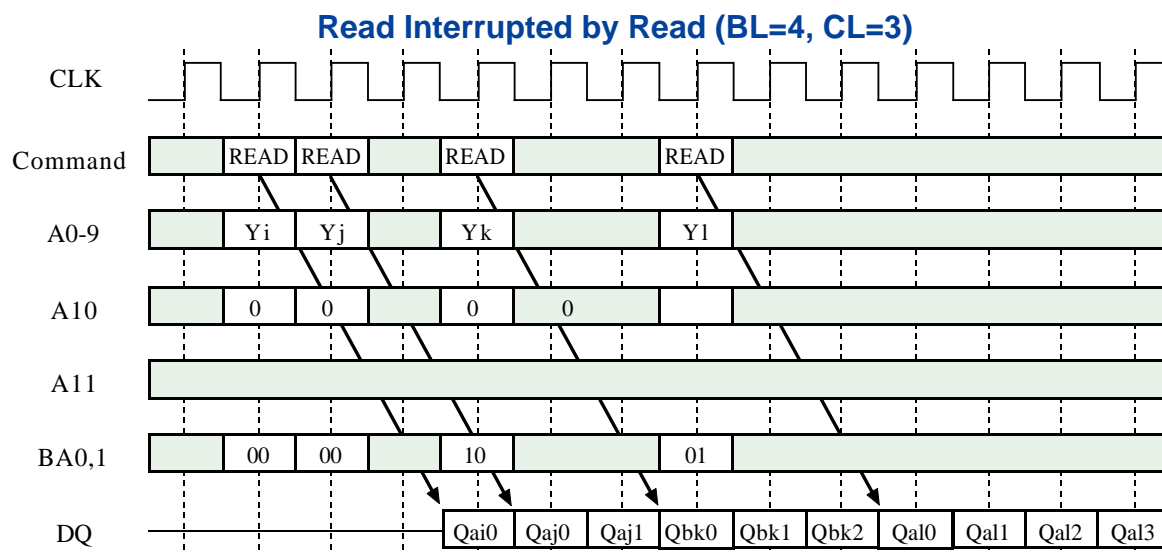 Read Interrupted by Read (BL=4, CL=3)
CLK
Command READ READ READ READ
A0-9 Yi Yj Yk Yl
A10 0 0 0 0
A11
BA0,1 00 00 10 01
DQ Qai0 Qaj0 Qaj1 Qbk0 Qbk1 Qbk2 Qal0 Qal1 Qal2 Qal3